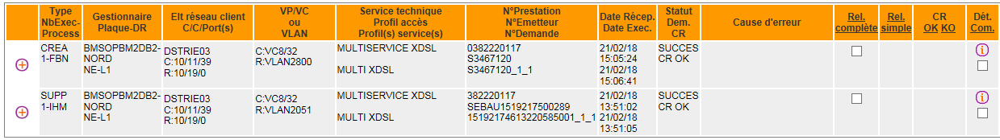 Type
NbExec-
Process
Gestionnaire
Plaque-DR
Elt réseau client
C/C/Port(s)
VP/VC
ou
VLAN
Service technique
Profil accès
Profil(s) service(s)
N°Prestation
N°Emetteur
N°Demande
Date Récep.
Date Exec.
Statut
Dem.
CR
Cause d'erreur
Rel.
complète
Rel.
simple
CR
OK KO
Dét.
Com.
CREA
1-FBN
BMSOPBM2DB2-
NORD
NE-L1
DSTRIE03
C:10/11/39
R:10/19/0
C:VC8/32
R:VLAN2800
MULTISERVICE XDSL
MULTI XDSL
0382220117
S3467120
S3467120_1_1
21/02/18
15:05:24
21/02/18
15:06:41
SUCCES
CR OK
SUPP
1-IHM
BMSOPBM2DB2-
NORD
NE-L1
DSTRIE03
C:10/11/39
R:10/19/0
C:VC8/32
R:VLAN2051
MULTISERVICE XDSL
MULTI XDSL
382220117
SEBAU1519217500289
15192174613220585001_1_1
21/02/18
13:51:02
21/02/18
13:51:05
SUCCES
CR OK